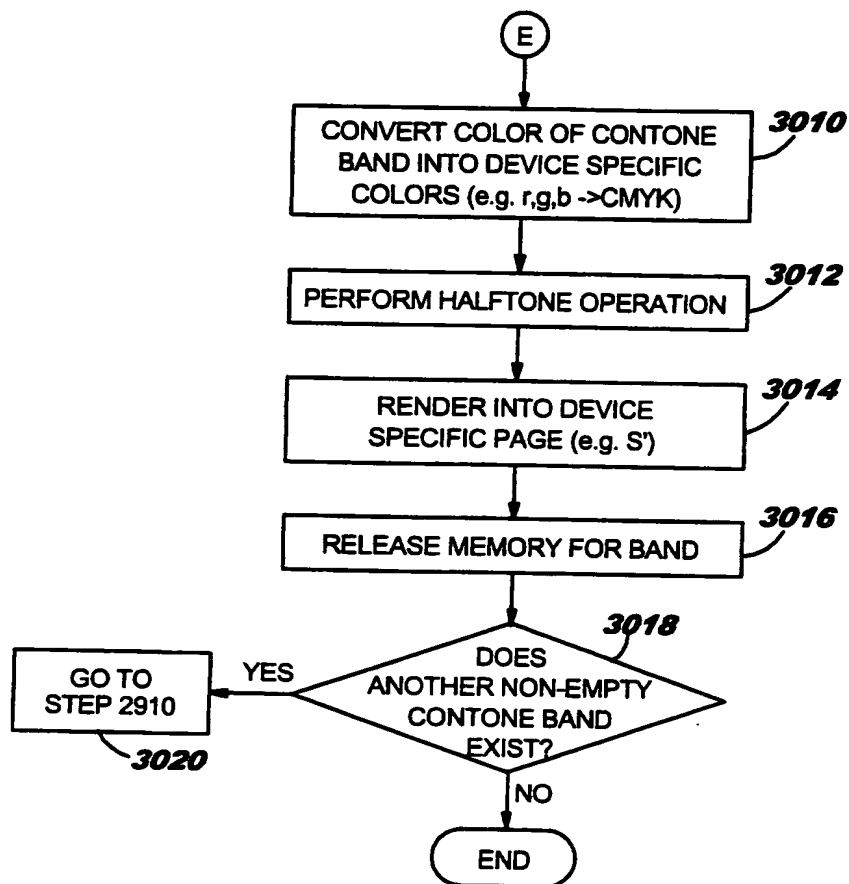 E
CONVERT COLOR OF CONTONE
BAND INTO DEVICE SPECIFIC
COLORS (e.g. r,g,b ->CMYK)
3010
PERFORM HALFTONE OPERATION
3012
RENDER INTO DEVICE
SPECIFIC PAGE (e.g. S')
3014
RELEASE MEMORY FOR BAND
3016
3018
DOES
ANOTHER NON-EMPTY
CONTONE BAND
EXIST?
YES
GO TO
STEP 2910
3020
NO
END